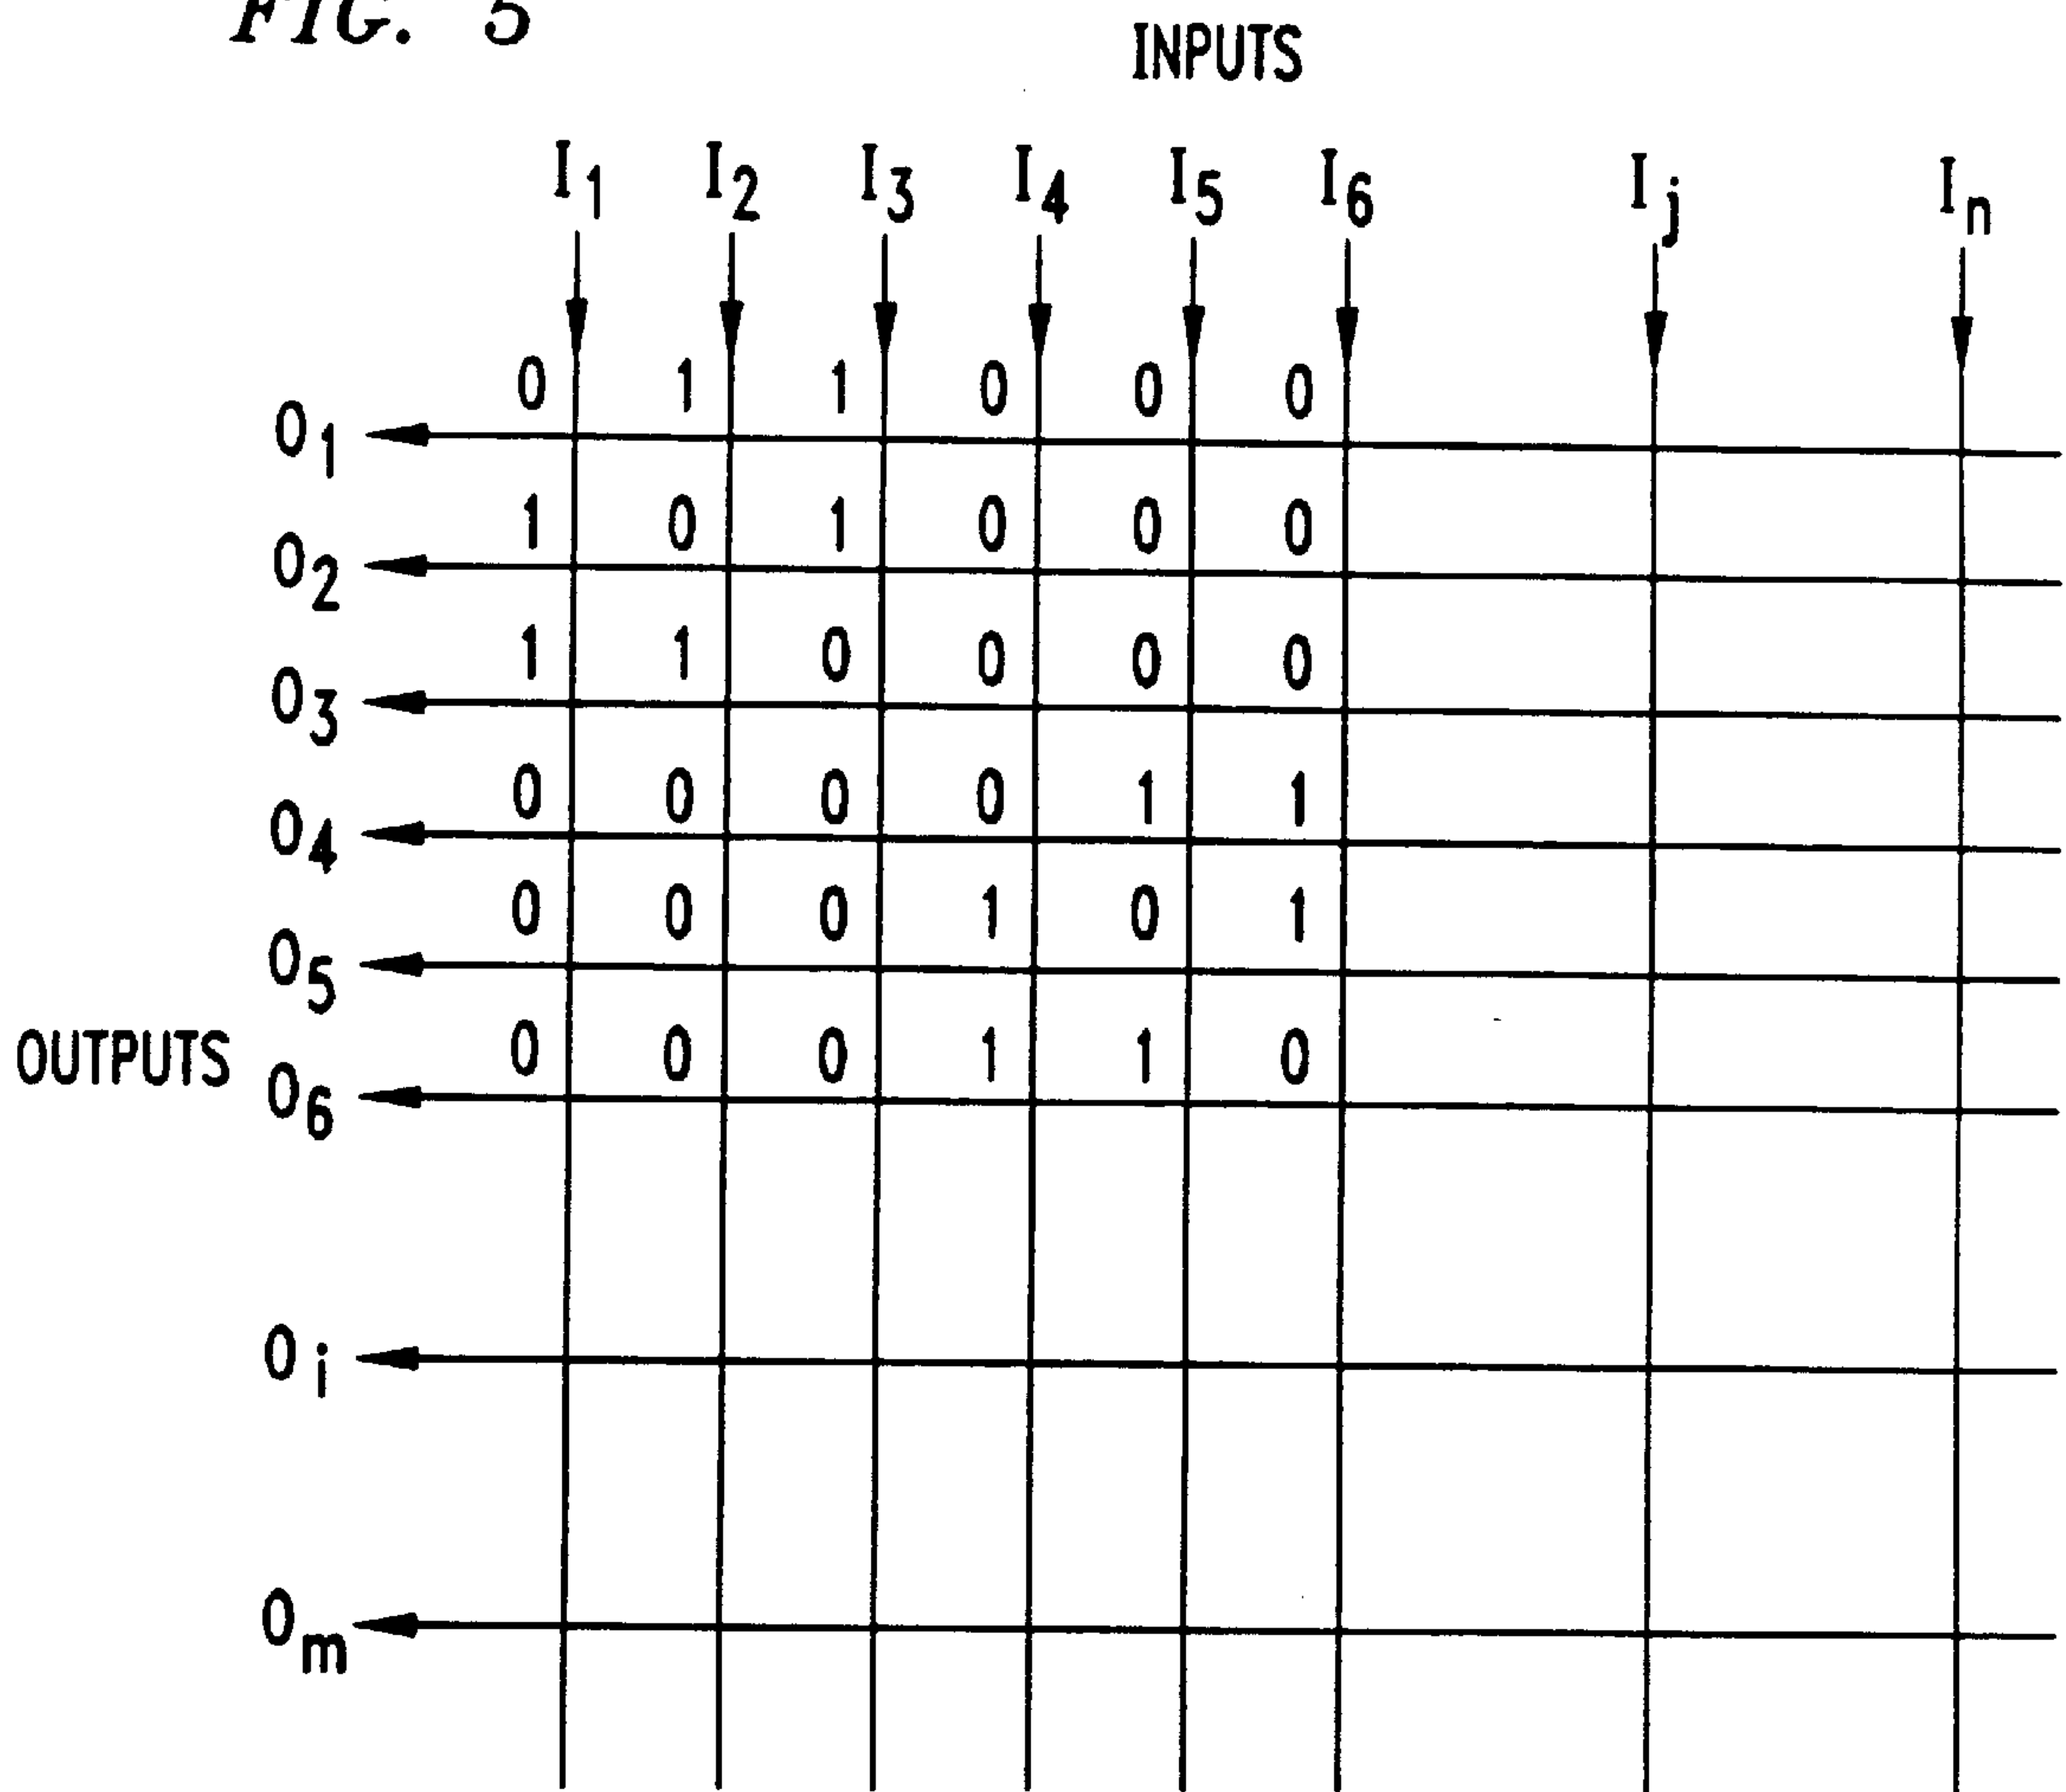 FIG. 5
INPUTS
I1 I2 I3 I4 I5 I6 Ij In
0 1 1 0 0 0
O1
1 0 1 0 0 0
O2
1 1 0 0 0 0
O3
0 0 0 0 1 1
O4
0 0 0 1 0 1
O5
0 0 0 1 1 0
OUTPUTS O6
Oi
Om